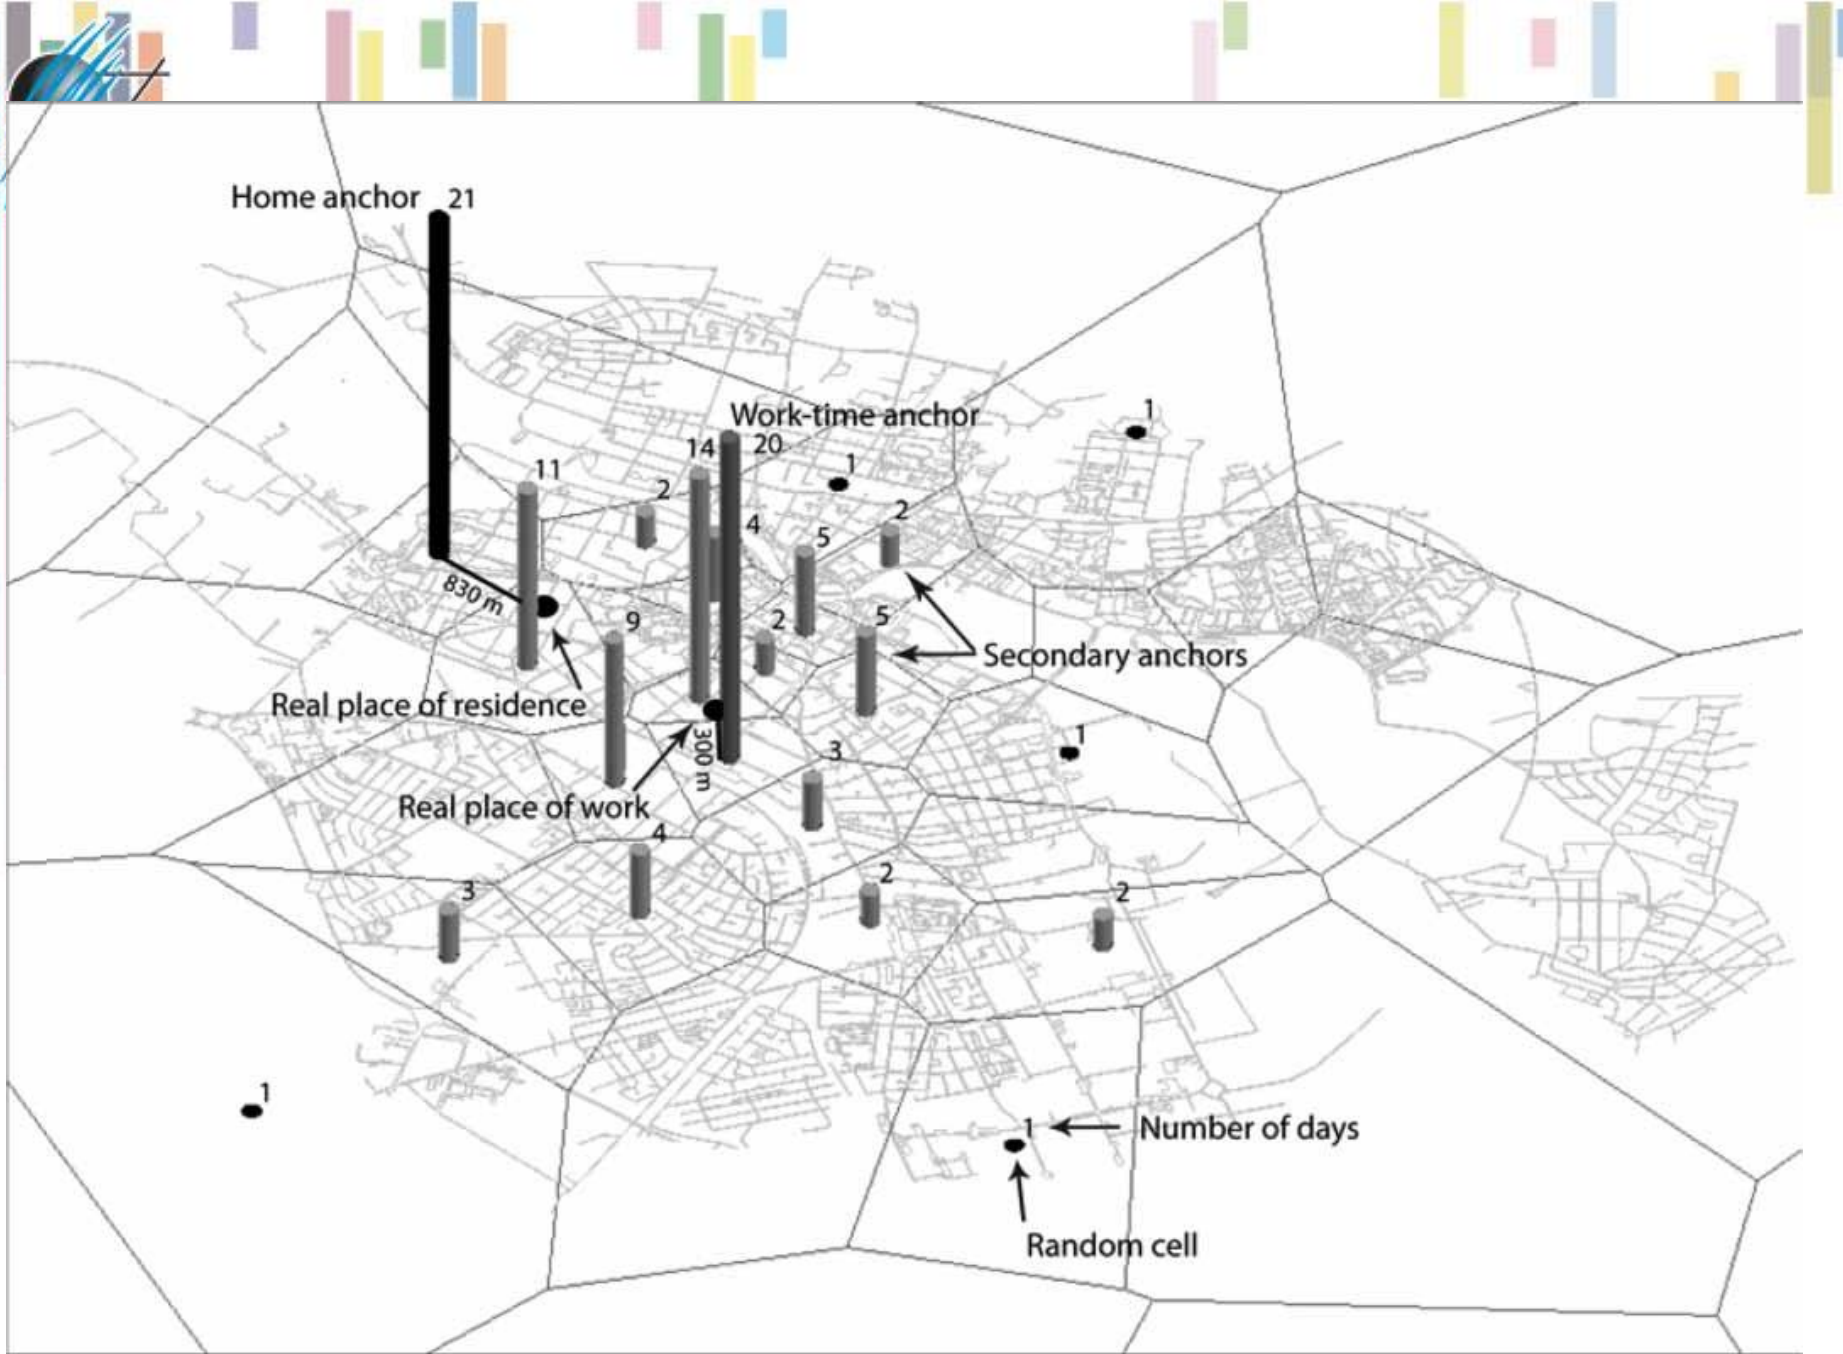 Home anchor 21
1
Work-time anchor
14
20
1
11
2
4
5
2
830 m
9
2
5
Secondary anchors
Real place of residence
300 m
1
3
Real place of work
4
3
2
2
1
1
Number of days
Random cell